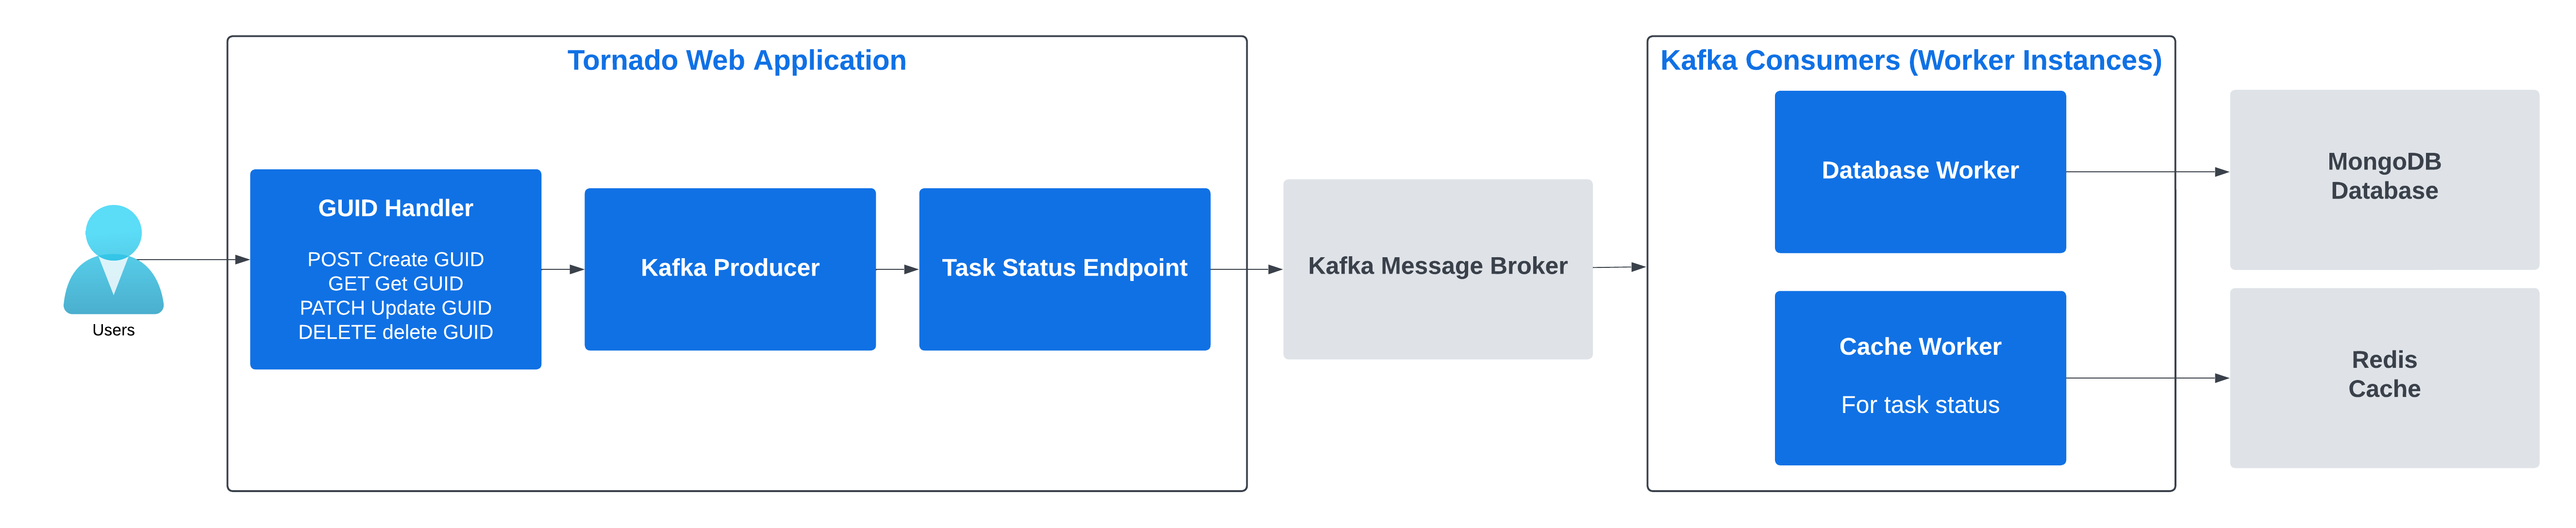 Tornado Web Application
Kafka Consumers (Worker Instances)
Users
GUID Handler
POST Create GUID
GET Get GUID
PATCH Update GUID
DELETE delete GUID
Kafka Producer
Task Status Endpoint
Kafka Message Broker
Database Worker
Cache Worker
For task status
MongoDB
Database
Redis
Cache